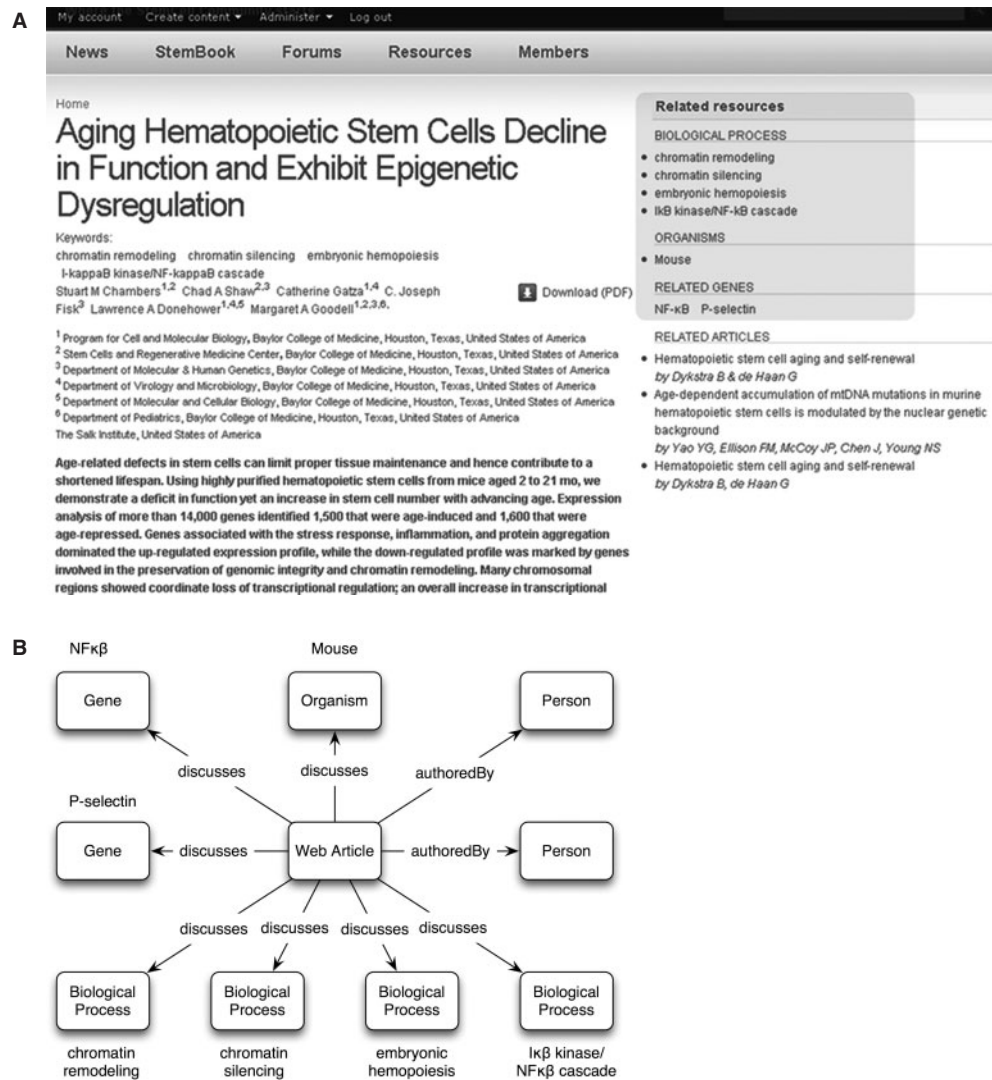 A
My account Create content Administer Log out
News StemBook Forums Resources Members
Home
Aging Hematopoietic Stem Cells Decline
in Function and Exhibit Epigenetic
Dysregulation
Keywords:
chromatin remodeling chromatin silencing embryonic hemopoiesis
I-kappaB kinase/NF-kappaB cascade
Stuart M Chambers1,2 Chad A Shaw2,3 Catherine Gatza1,4 C. Joseph
Fisk3 Lawrence A Donehower1,4,5 Margaret A Goodell1,2,3,6,
Download (PDF)
1 Program for Cell and Molecular Biology, Baylor College of Medicine, Houston, Texas, United States of America
2 Stem Cells and Regenerative Medicine Center, Baylor College of Medicine, Houston, Texas, United States of America
3 Department of Molecular & Human Genetics, Baylor College of Medicine, Houston, Texas, United States of America
4 Department of Virology and Microbiology, Baylor College of Medicine, Houston, Texas, United States of America
5 Department of Molecular and Cellular Biology, Baylor College of Medicine, Houston, Texas, United States of America
6 Department of Pediatrics, Baylor College of Medicine, Houston, Texas, United States of America
The Salk Institute, United States of America
Age-related defects in stem cells can limit proper tissue maintenance and hence contribute to a
shortened lifespan. Using highly purified hematopoietic stem cells from mice aged 2 to 21 mo, we
demonstrate a deficit in function yet an increase in stem cell number with advancing age. Expression
analysis of more than 14,000 genes identified 1,500 that were age-induced and 1,600 that were
age-repressed. Genes associated with the stress response, inflammation, and protein aggregation
dominated the up-regulated expression profile, while the down-regulated profile was marked by genes
involved in the preservation of genomic integrity and chromatin remodeling. Many chromosomal
regions showed coordinate loss of transcriptional regulation; an overall increase in transcriptional
Related resources
BIOLOGICAL PROCESS
• chromatin remodeling
• chromatin silencing
• embryonic hemopoiesis
• IkB kinase/NF-kB cascade
ORGANISMS
• Mouse
RELATED GENES
NF-κB P-selectin
RELATED ARTICLES
• Hematopoietic stem cell aging and self-renewal
by Dykstra B & de Haan G
• Age-dependent accumulation of mtDNA mutations in murine
hematopoietic stem cells is modulated by the nuclear genetic
background
by Yao YG, Ellison FM, McCoy JP, Chen J, Young NS
• Hematopoietic stem cell aging and self-renewal
by Dykstra B, de Haan G
B
NFκβ Mouse
Gene Organism Person
discusses discusses authoredBy
P-selectin
Gene discusses Web Article authoredBy Person
discusses discusses discusses discusses
Biological Biological Biological Biological
Process Process Process Process
chromatin chromatin embryonic Iκβ kinase/
remodeling silencing hemopoiesis NFκβ cascade